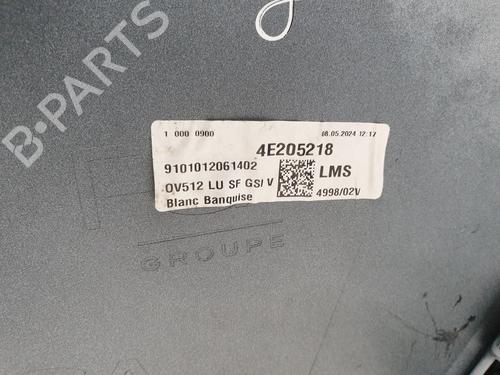 B-PARTS
1 000 0900
08.05.2024 12:17
4E205218
9101012061402
OV512 LU SF GSI V
LMS
Blanc Banquise
4998/02V
GROUPE